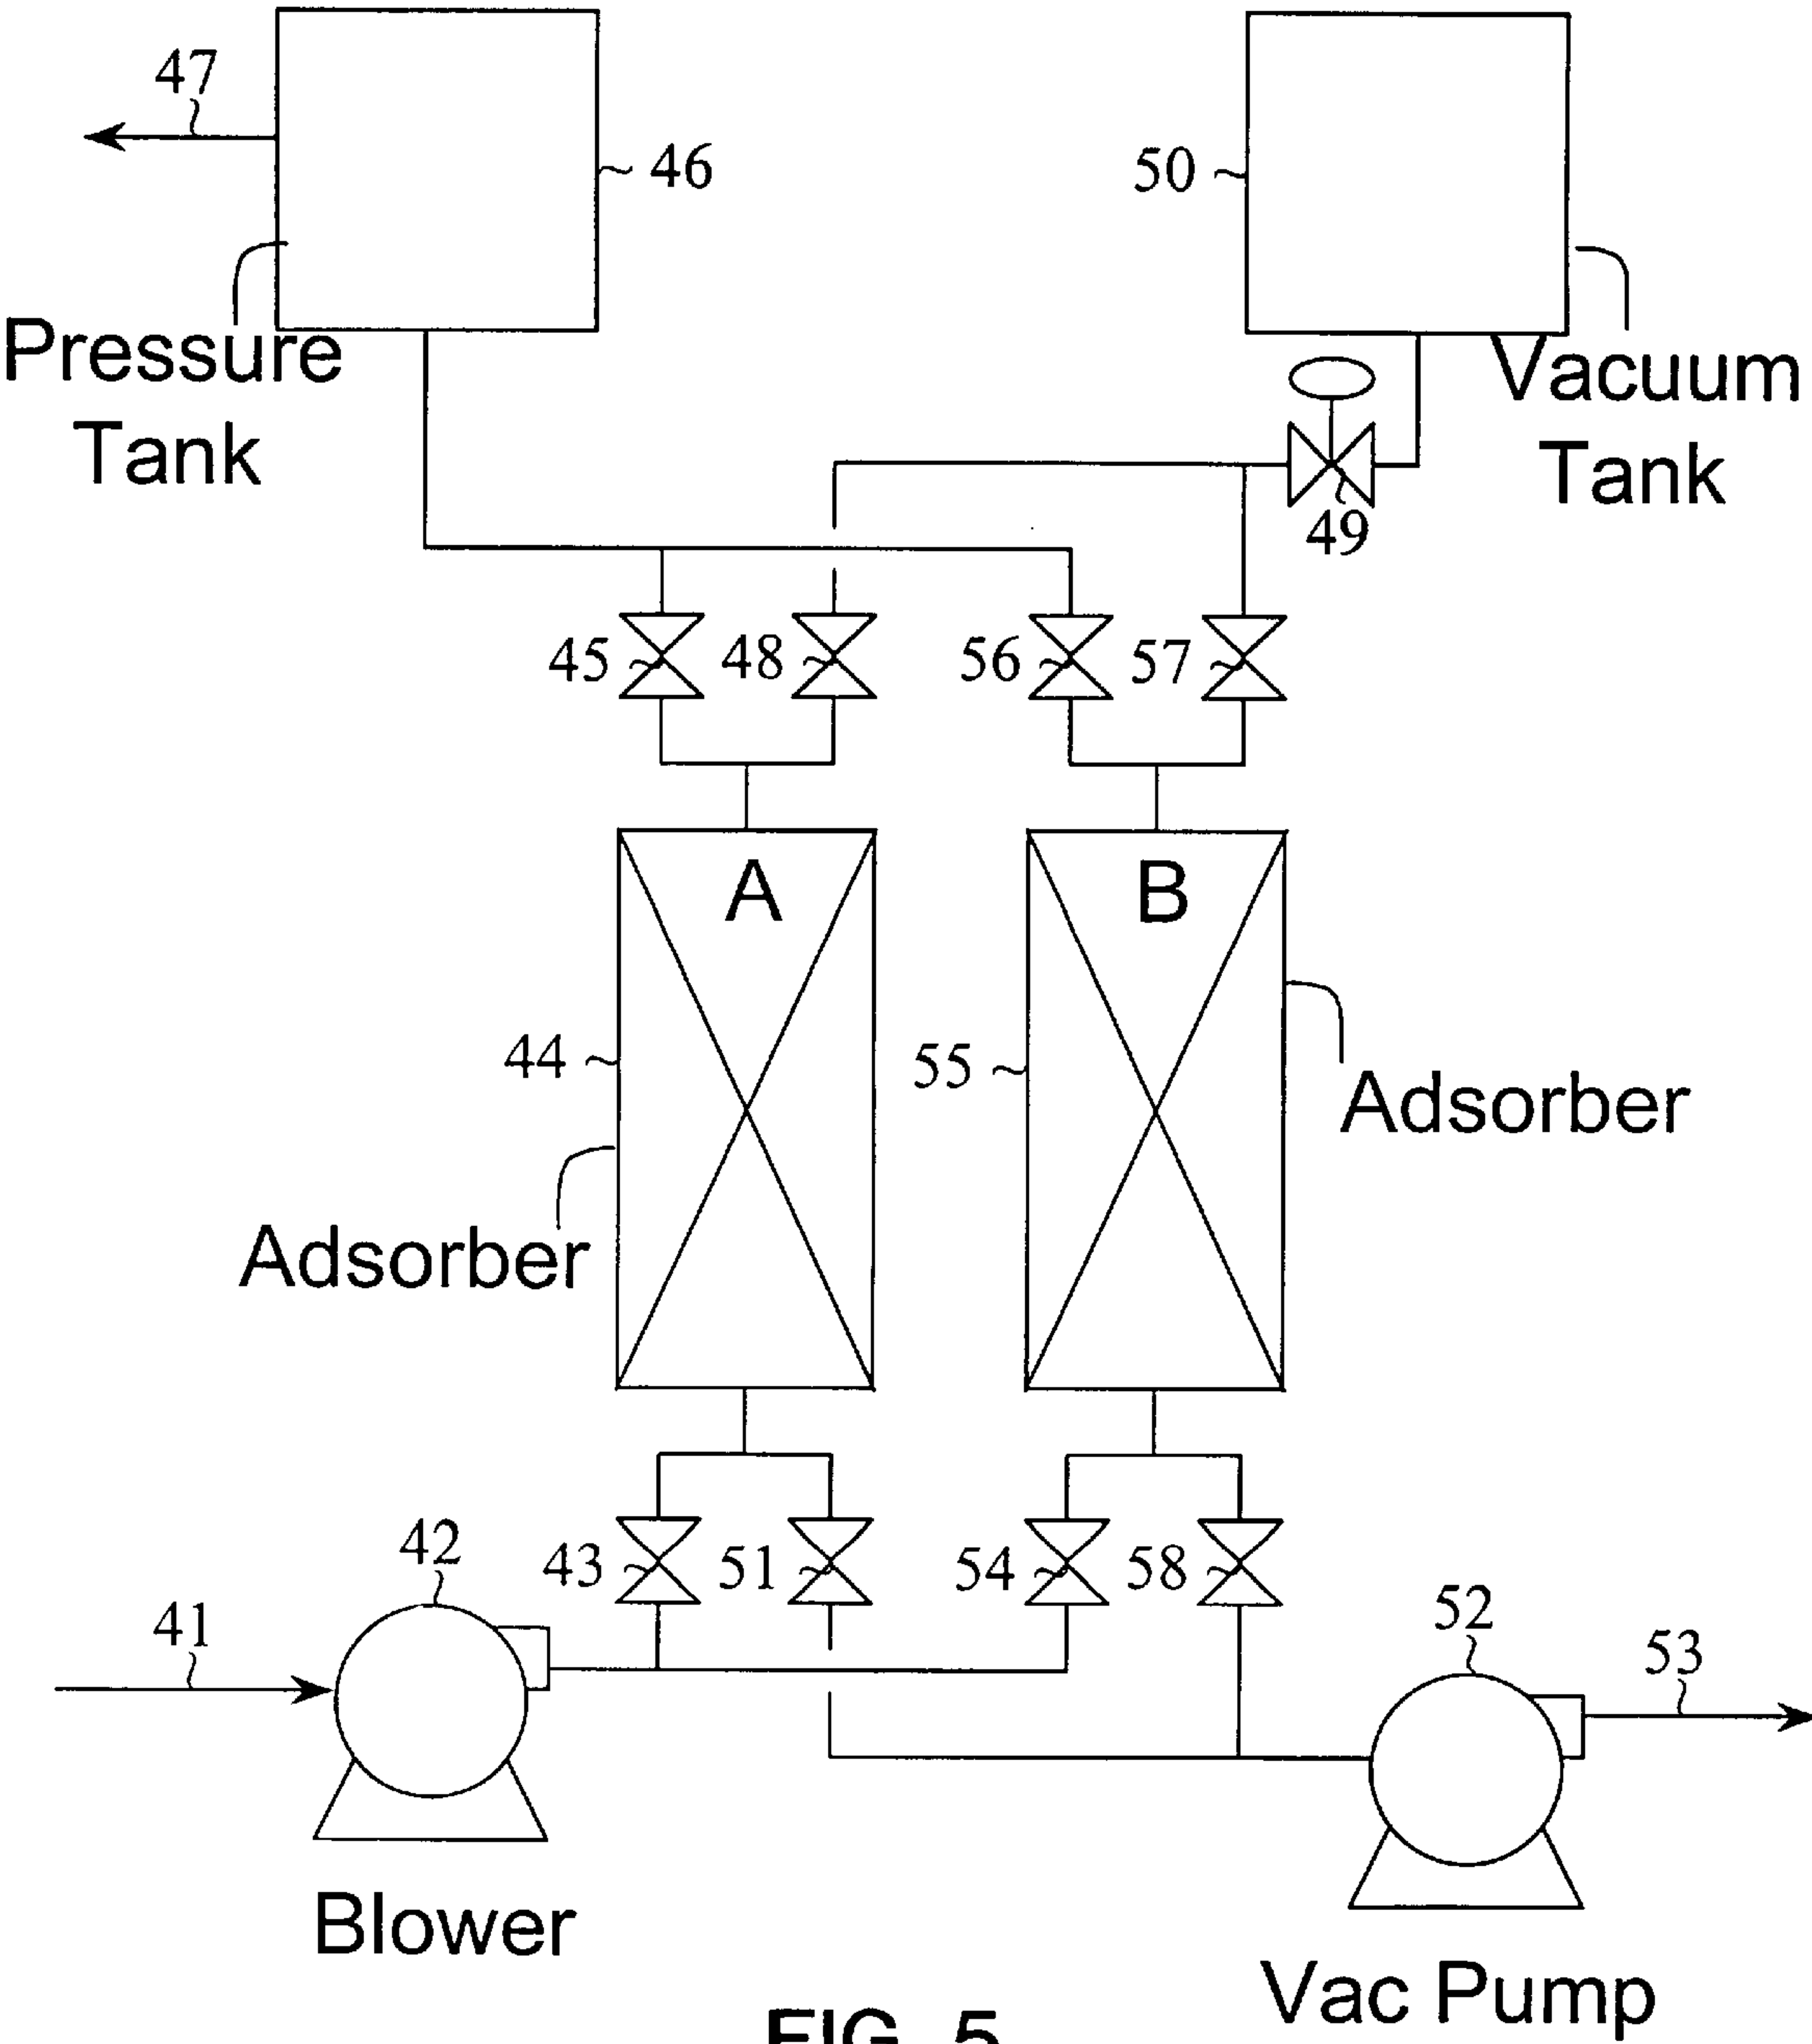 47
46
50
Pressure
Tank
Vacuum
Tank
49
45
48
56
57
A
B
44
55
Adsorber
Adsorber
42
43
51
54
58
41
52
53
Blower
Vac Pump
FIG. 5